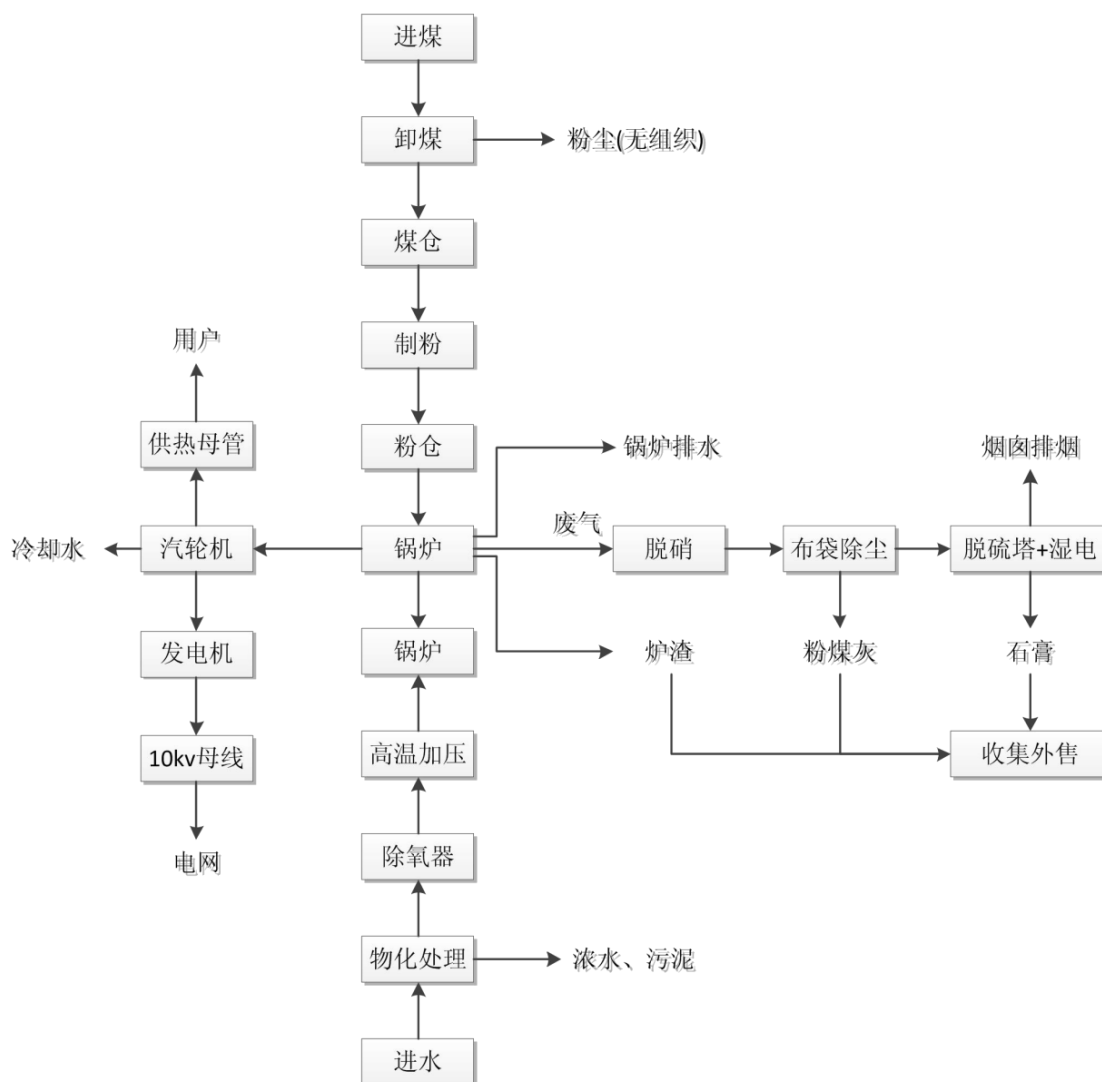 进煤
卸煤
粉尘(无组织)
煤仓
制粉
用户
供热母管
粉仓
锅炉排水
烟囱排烟
冷却水
汽轮机
锅炉
废气
脱硝
布袋除尘
脱硫塔+湿电
发电机
锅炉
炉渣
粉煤灰
石膏
10kv母线
高温加压
收集外售
电网
除氧器
物化处理
浓水、污泥
进水